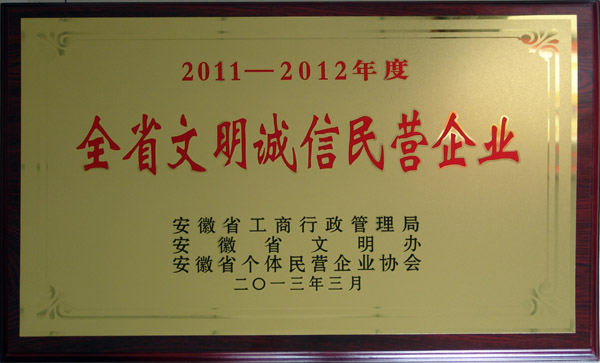 2011—2012年度
全省文明诚信民营企业
安徽省工商行政管理局
安徽省文明办
安徽省个体民营企业协会
二〇一三年三月